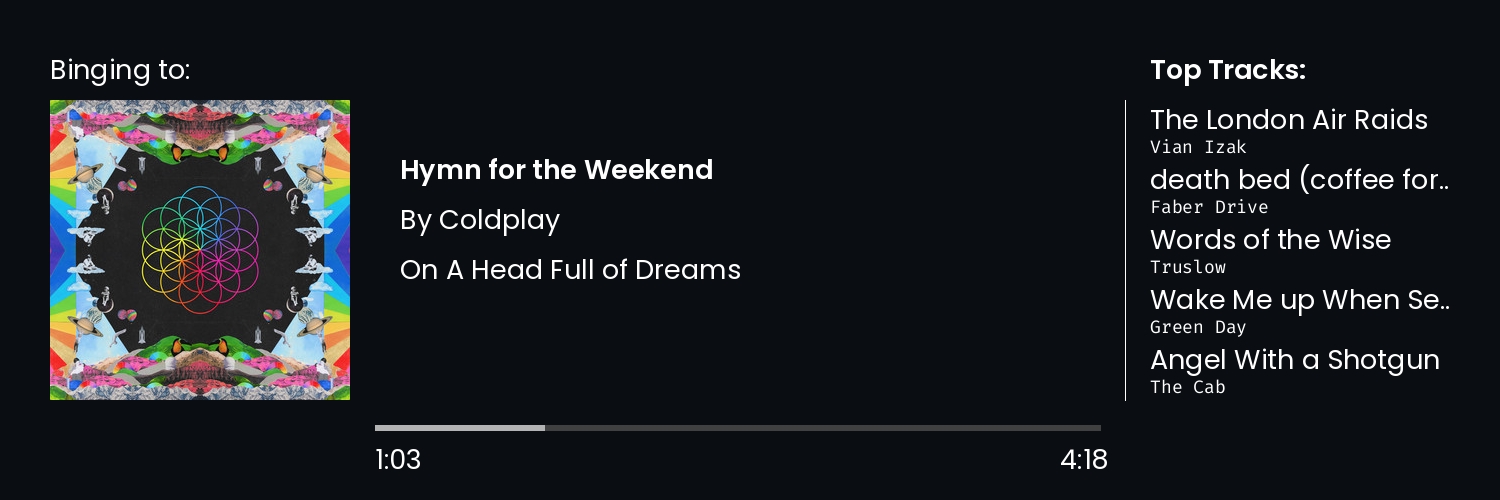 Binging to:
Hymn for the Weekend
By Coldplay
On A Head Full of Dreams
1:03
4:18
Top Tracks:
The London Air Raids
Vian Izak
death bed (coffee for..
Faber Drive
Words of the Wise
Truslow
Wake Me up When Se..
Green Day
Angel With a Shotgun
The Cab